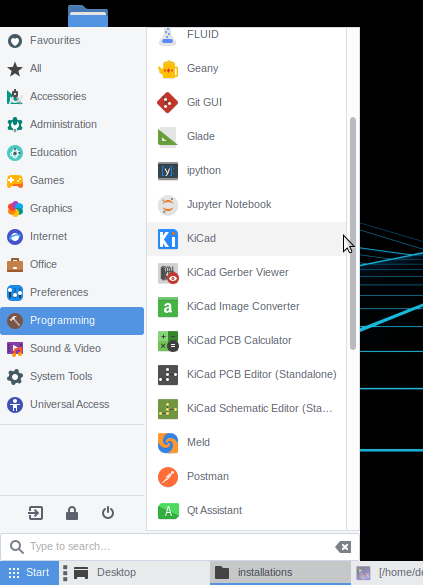 Favourites
All
Accessories
Administration
Education
Games
Graphics
Internet
Office
Preferences
Programming
Sound & Video
System Tools
Universal Access
FLUID
Geany
Git GUI
Glade
ipython
Jupyter Notebook
KiCad
KiCad Gerber Viewer
KiCad Image Converter
KiCad PCB Calculator
KiCad PCB Editor (Standalone)
KiCad Schematic Editor (Sta...
Meld
Postman
Qt Assistant
Type to search...
Start
Desktop
installations
[/home/de